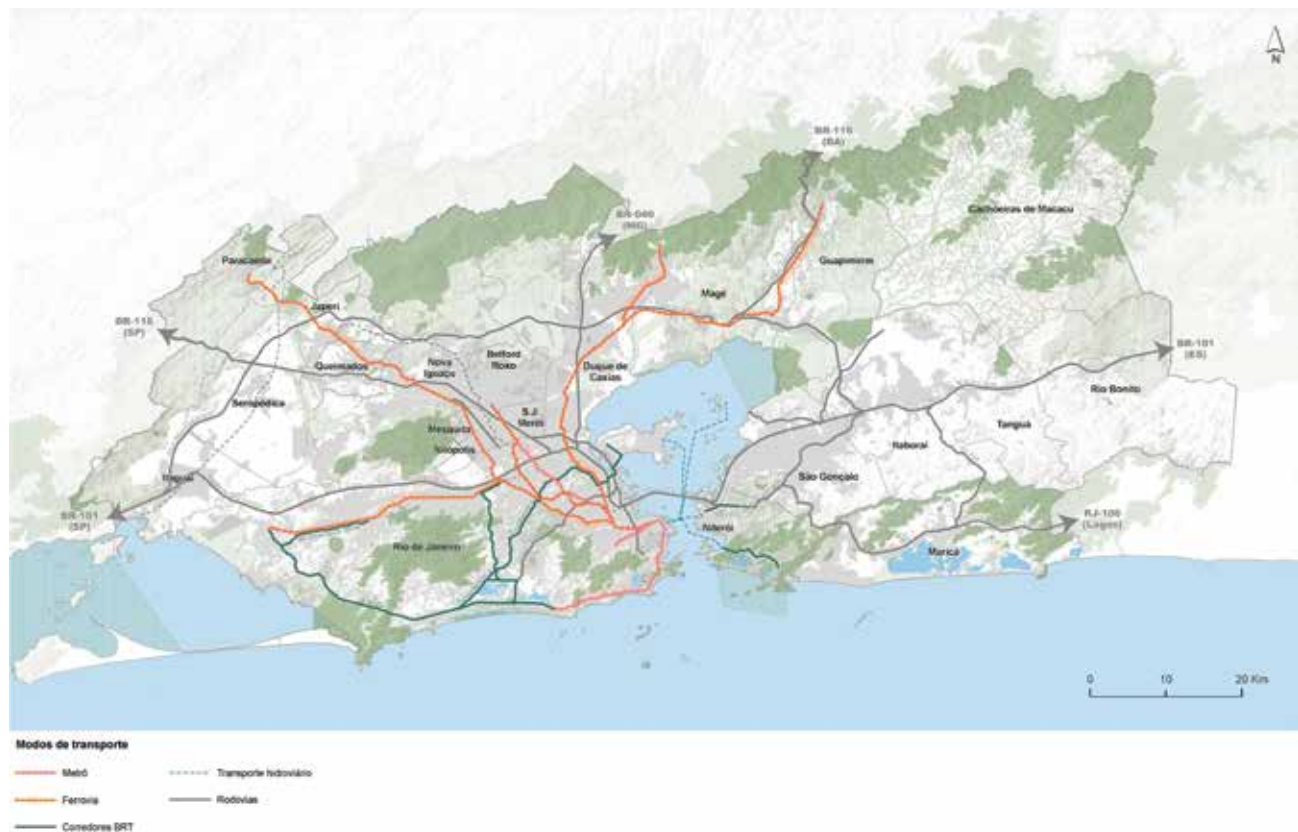 N
BR-116
(BA)
Cachoeiras de Macacu
BR-040
(MG)
Guapimirim
Paracambi
Magé
Japeri
BR-116
(SP)
BR-101
(ES)
Queimados
Nova
Iguaçu
Belford
Roxo
Duque de
Caxias
Rio Bonito
Seropédica
S.J.
Meriti
Tanguá
Mesquita
Itaboraí
Nilópolis
Itaguaí
São Gonçalo
BR-101
(SP)
RJ-106
(Lagos)
Niterói
Rio de Janeiro
Maricá
0 10 20 Km
Modos de transporte
Metrô
Transporte hidroviário
Ferrovia
Rodovias
Corredores BRT